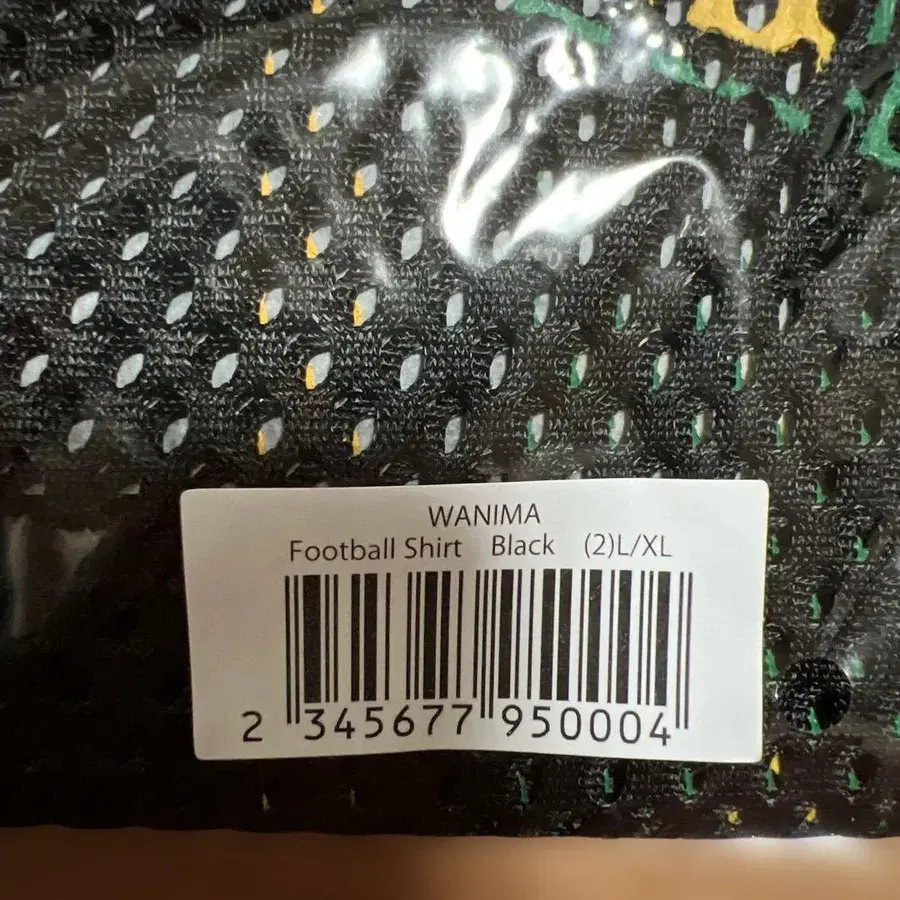 WANIMA
Football Shirt Black (2)L/XL
2 345677 950004